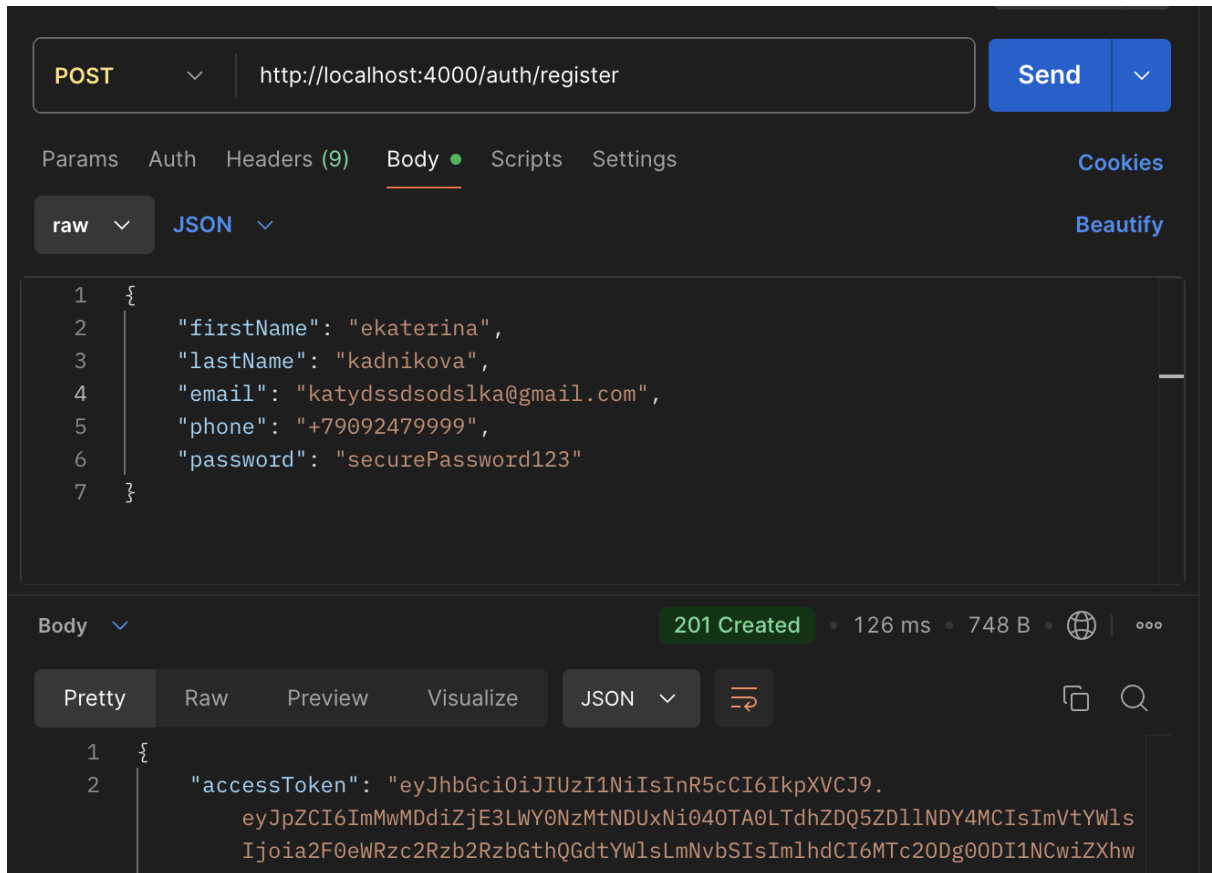 POST http://localhost:4000/auth/register Send
Params Auth Headers (9) Body Scripts Settings Cookies
raw JSON Beautify
1 {
2 "firstName": "ekaterina",
3 "lastName": "kadnikova",
4 "email": "katydssdsodslka@gmail.com",
5 "phone": "+79092479999",
6 "password": "securePassword123"
7 }
Body 201 Created • 126 ms • 748 B
Pretty Raw Preview Visualize JSON
1 {
2 "accessToken": "eyJhbGciOiJIUzI1NiIsInR5cCI6IkpXVCJ9.
eyJpZCI6ImMwMDdiZjE3LWY0NzMtNDUxNi04OTA0LTdhZDQ5ZDllNDY4MCIsImVtYWls
Ijoia2F0eWRzc2Rzb2RzbGthQGdtYWlsLmNvbSIsImlhdCI6MTc2ODg0ODI1NCwiZXhw